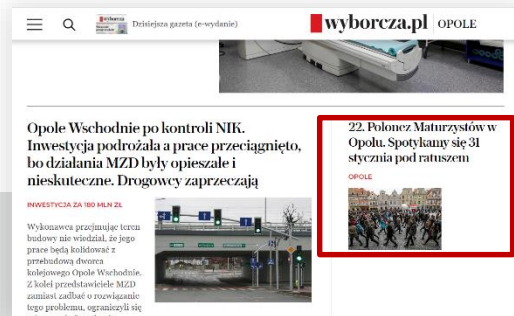 Dzisiejsza gazeta (e-wydanie)
wyborcza.pl OPOLE
Opole Wschodnie po kontroli NIK.
Inwestycja podrożała a prace przeciągnięto,
bo działania MZD były opieszałe i
nieskuteczne. Drogowcy zaprzeczają
INWESTYCJA ZA 180 MLN ZŁ
Wykonawca przejmując teren
budowy nie wiedział, że jego
prace będą kolidować z
przebudową dworca
kolejowego Opole Wschodnie.
Z kolei przedstawiciele MZD
zamiast zadbać o rozwiązanie
tego problemu, ograniczyli się
22. Polonez Maturzystów w
Opolu. Spotykamy się 31
stycznia pod ratuszem
OPOLE